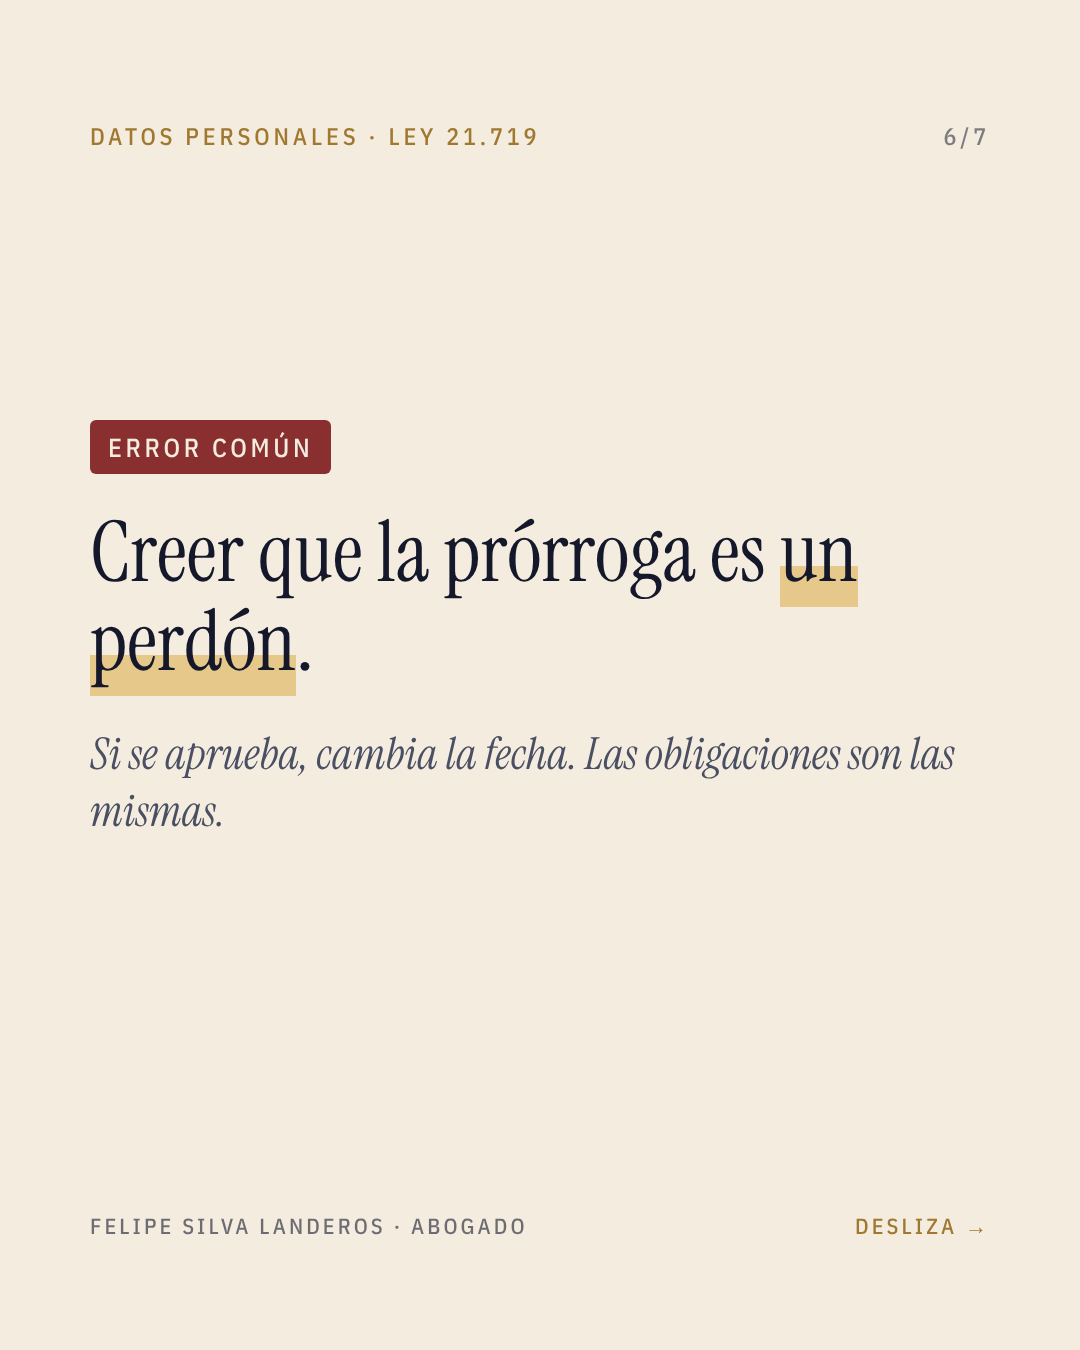 DATOS PERSONALES · LEY 21.719
6/7
ERROR COMÚN
Creer que la prórroga es un
perdón.
Si se aprueba, cambia la fecha. Las obligaciones son las
mismas.
FELIPE SILVA LANDEROS · ABOGADO
DESLIZA →